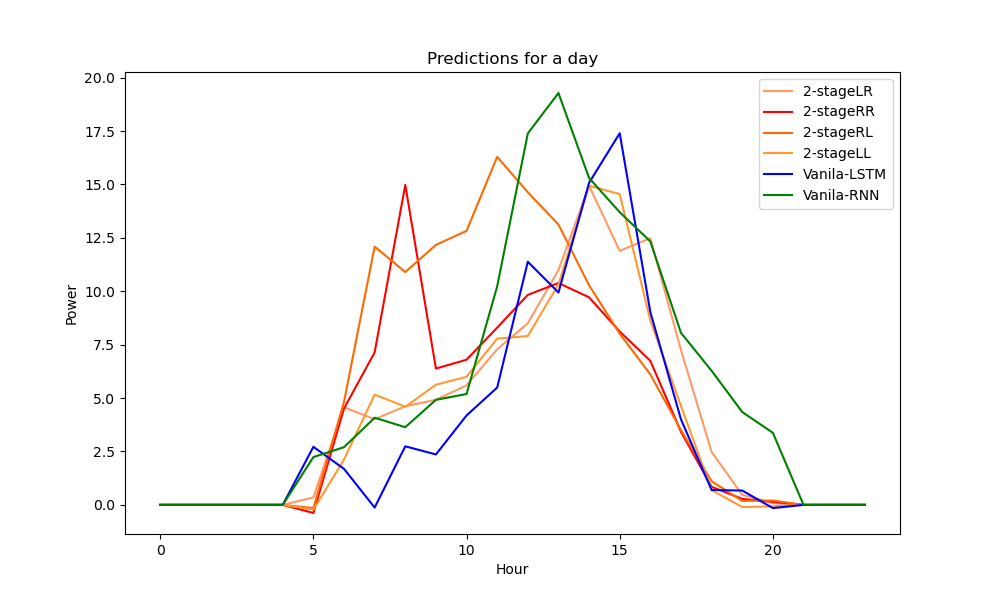 Predictions for a day
20.0
17.5
15.0
12.5
10.0
7.5
5.0
2.5
0.0
Power
2-stageLR
2-stageRR
2-stageRL
2-stageLL
Vanila-LSTM
Vanila-RNN
0 5 10 15 20
Hour